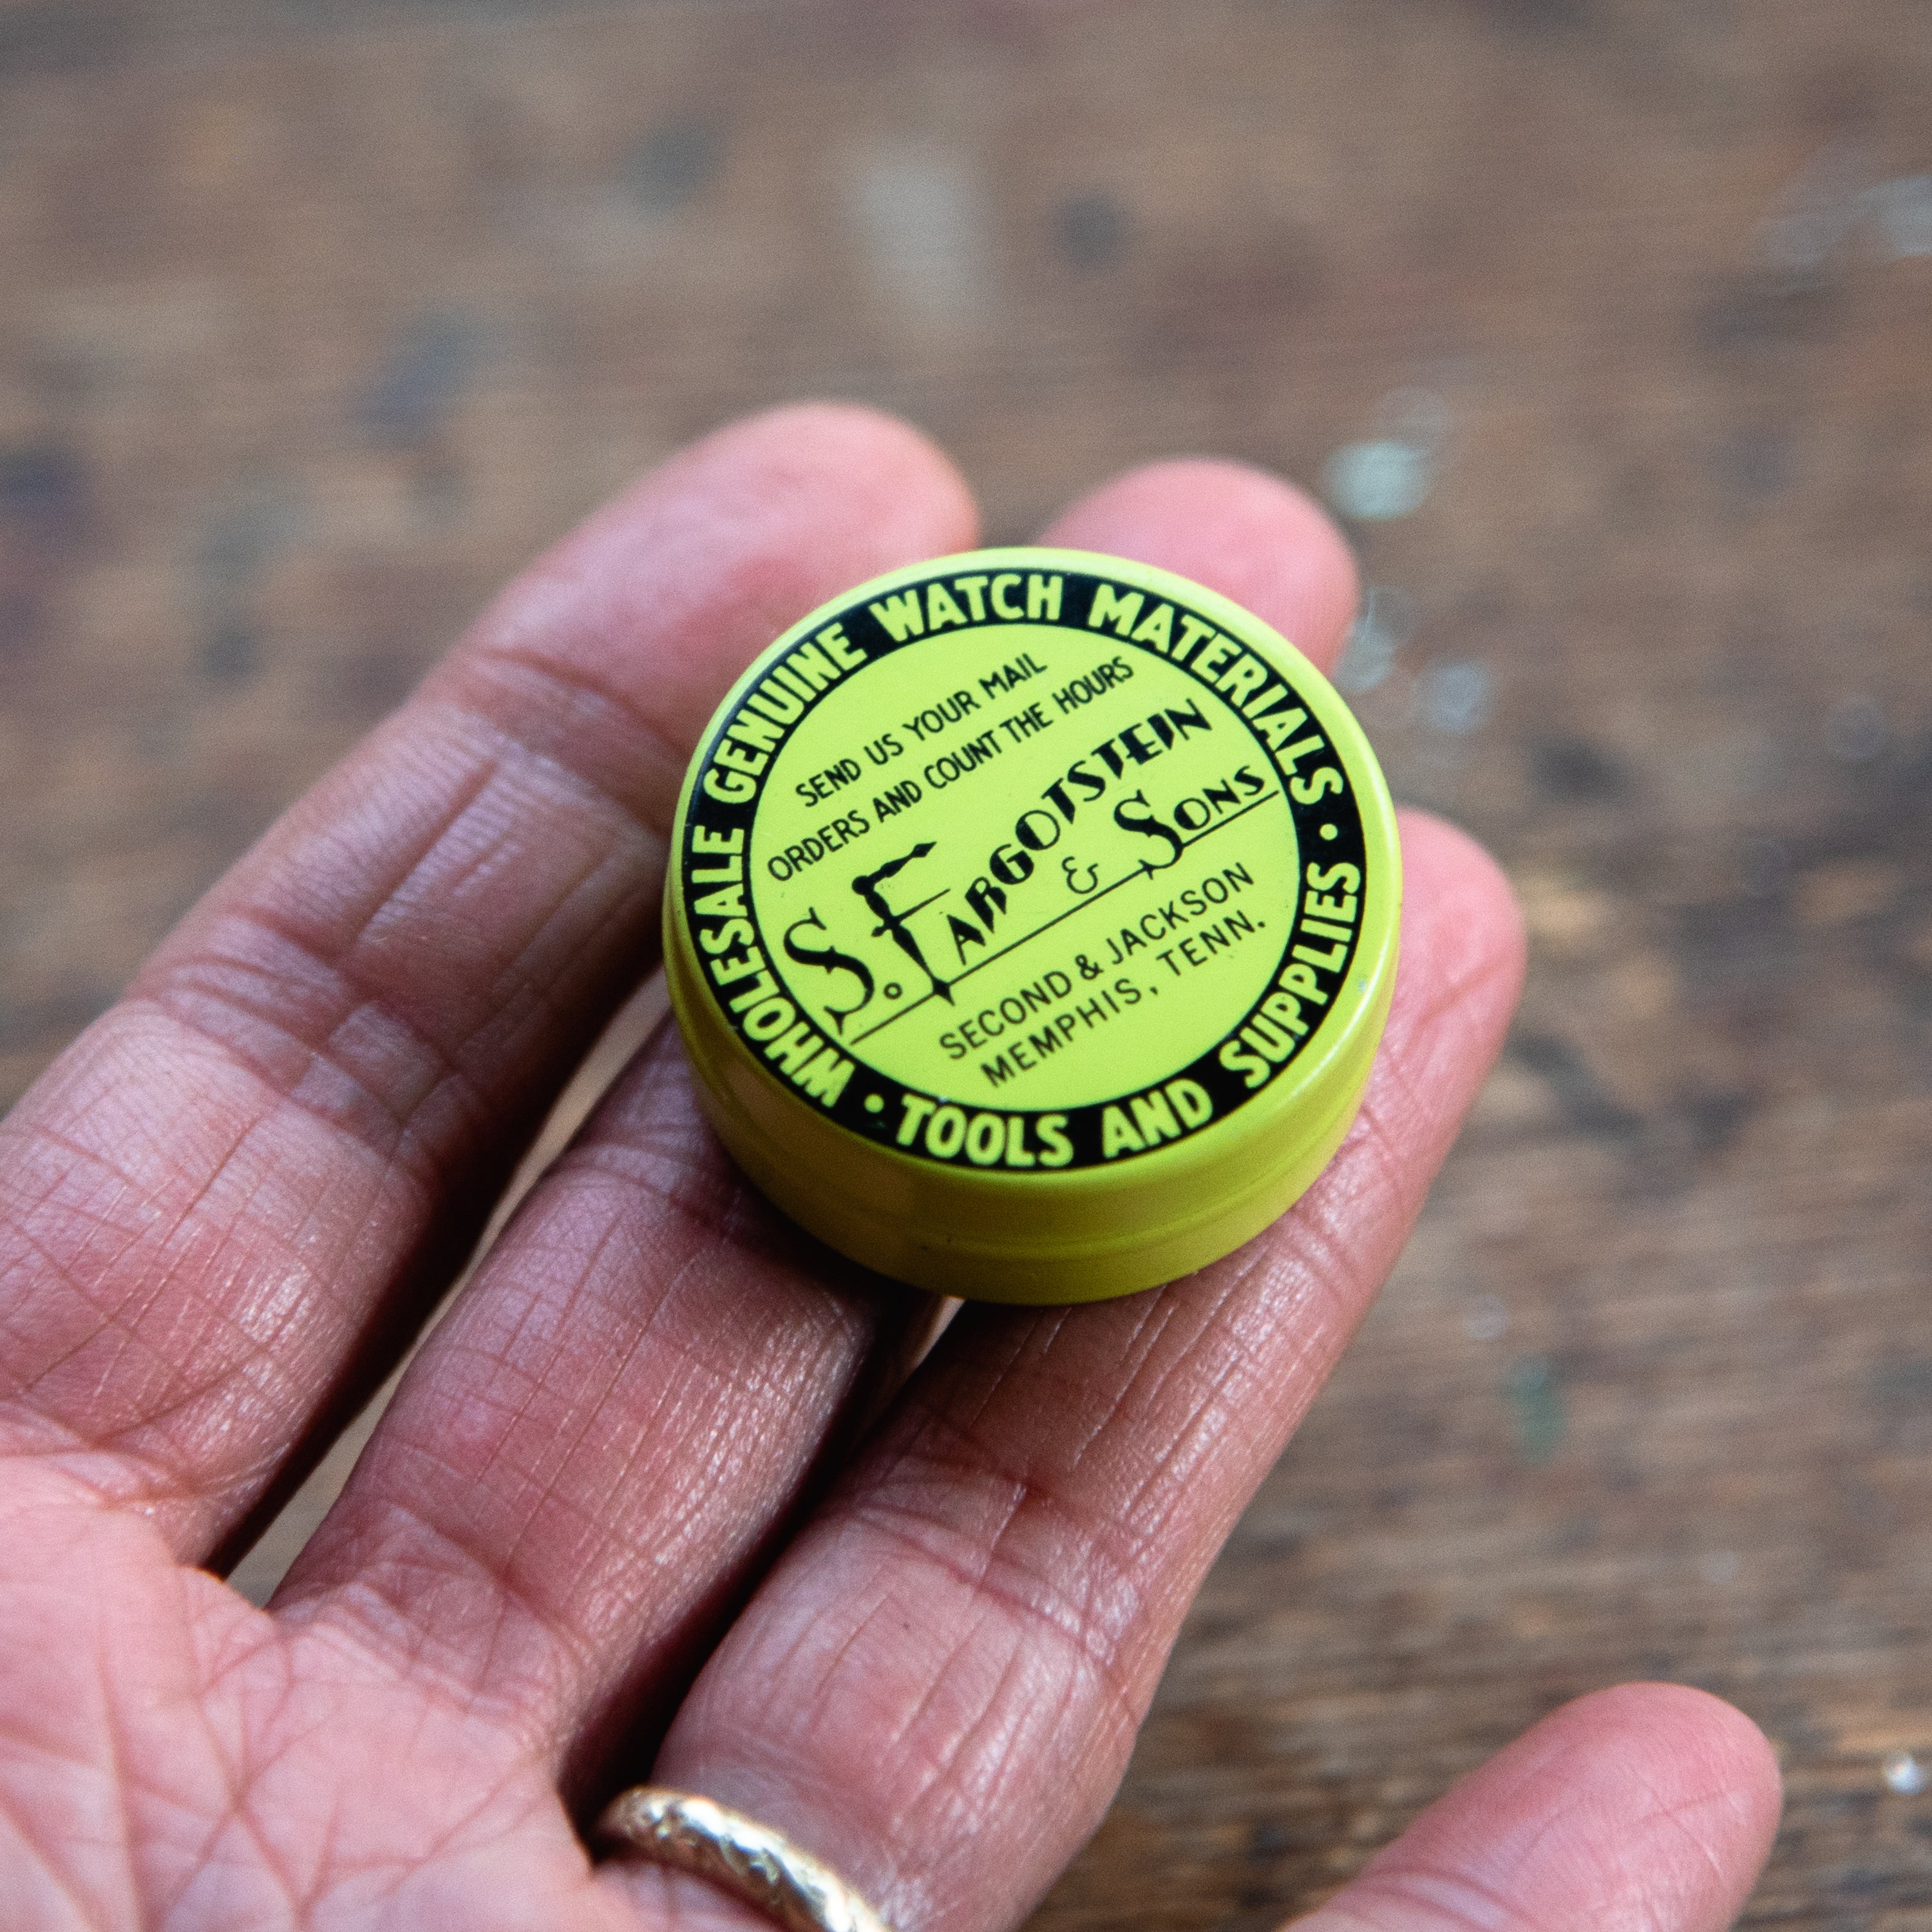 WHOLESALE GENUINE WATCH MATERIALS •
SEND US YOUR MAIL
ORDERS AND COUNT THE HOURS
S. FARGOTSTEIN
& SONS
SECOND & JACKSON
MEMPHIS, TENN.
• TOOLS AND SUPPLIES